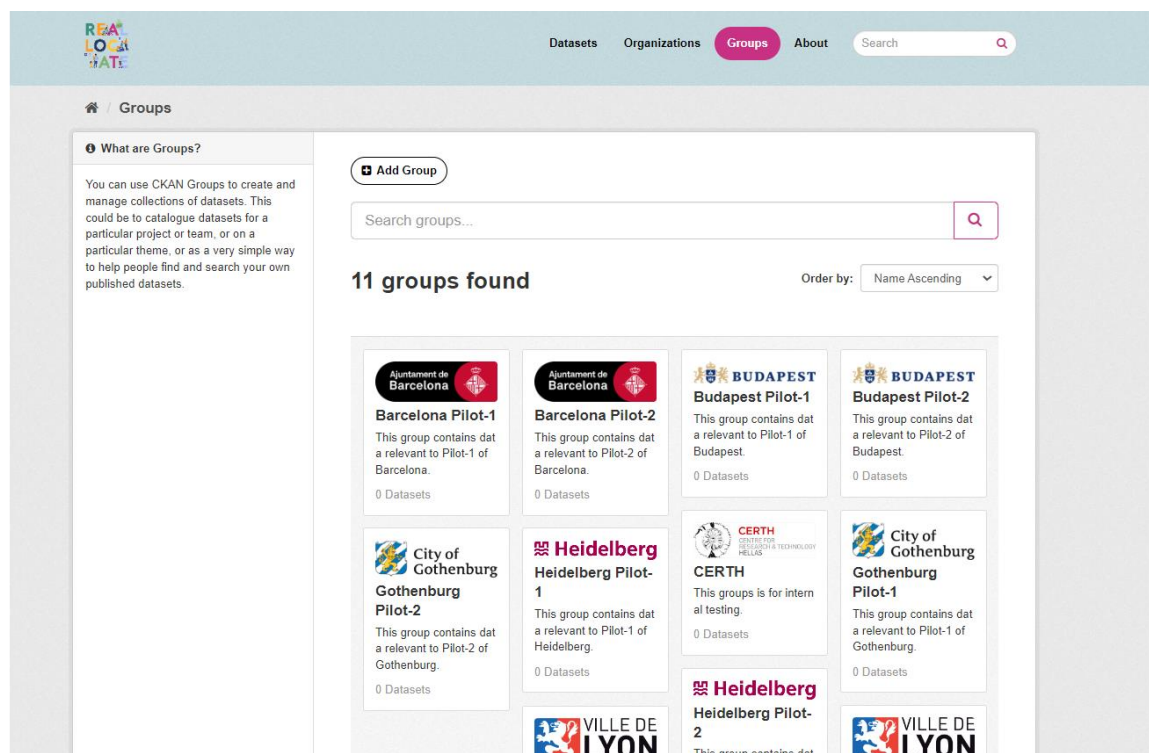 REAL
LOCAL
Datasets Organizations Groups About Search
/ Groups
What are Groups?
You can use CKAN Groups to create and
manage collections of datasets. This
could be to catalogue datasets for a
particular project or team, or on a
particular theme, or as a very simple way
to help people find and search your own
published datasets.
Add Group
Search groups...
11 groups found
Order by: Name Ascending
Ajuntament de
Barcelona
Barcelona Pilot-1
This group contains dat
a relevant to Pilot-1 of
Barcelona.
0 Datasets
Ajuntament de
Barcelona
Barcelona Pilot-2
This group contains dat
a relevant to Pilot-2 of
Barcelona.
0 Datasets
BUDAPEST
Budapest Pilot-1
This group contains dat
a relevant to Pilot-1 of
Budapest.
0 Datasets
BUDAPEST
Budapest Pilot-2
This group contains dat
a relevant to Pilot-2 of
Budapest.
0 Datasets
City of
Gothenburg
Gothenburg
Pilot-2
This group contains dat
a relevant to Pilot-2 of
Gothenburg.
0 Datasets
Heidelberg
Heidelberg Pilot-
1
This group contains dat
a relevant to Pilot-1 of
Heidelberg.
0 Datasets
CERTH
CENTRE FOR
RESEARCH & TECHNOLOGY
HELLAS
CERTH
This groups is for intern
al testing.
0 Datasets
City of
Gothenburg
Gothenburg
Pilot-1
This group contains dat
a relevant to Pilot-1 of
Gothenburg.
0 Datasets
VILLE DE
LYON
Heidelberg
Heidelberg Pilot-
2
This group contains dat
VILLE DE
LYON